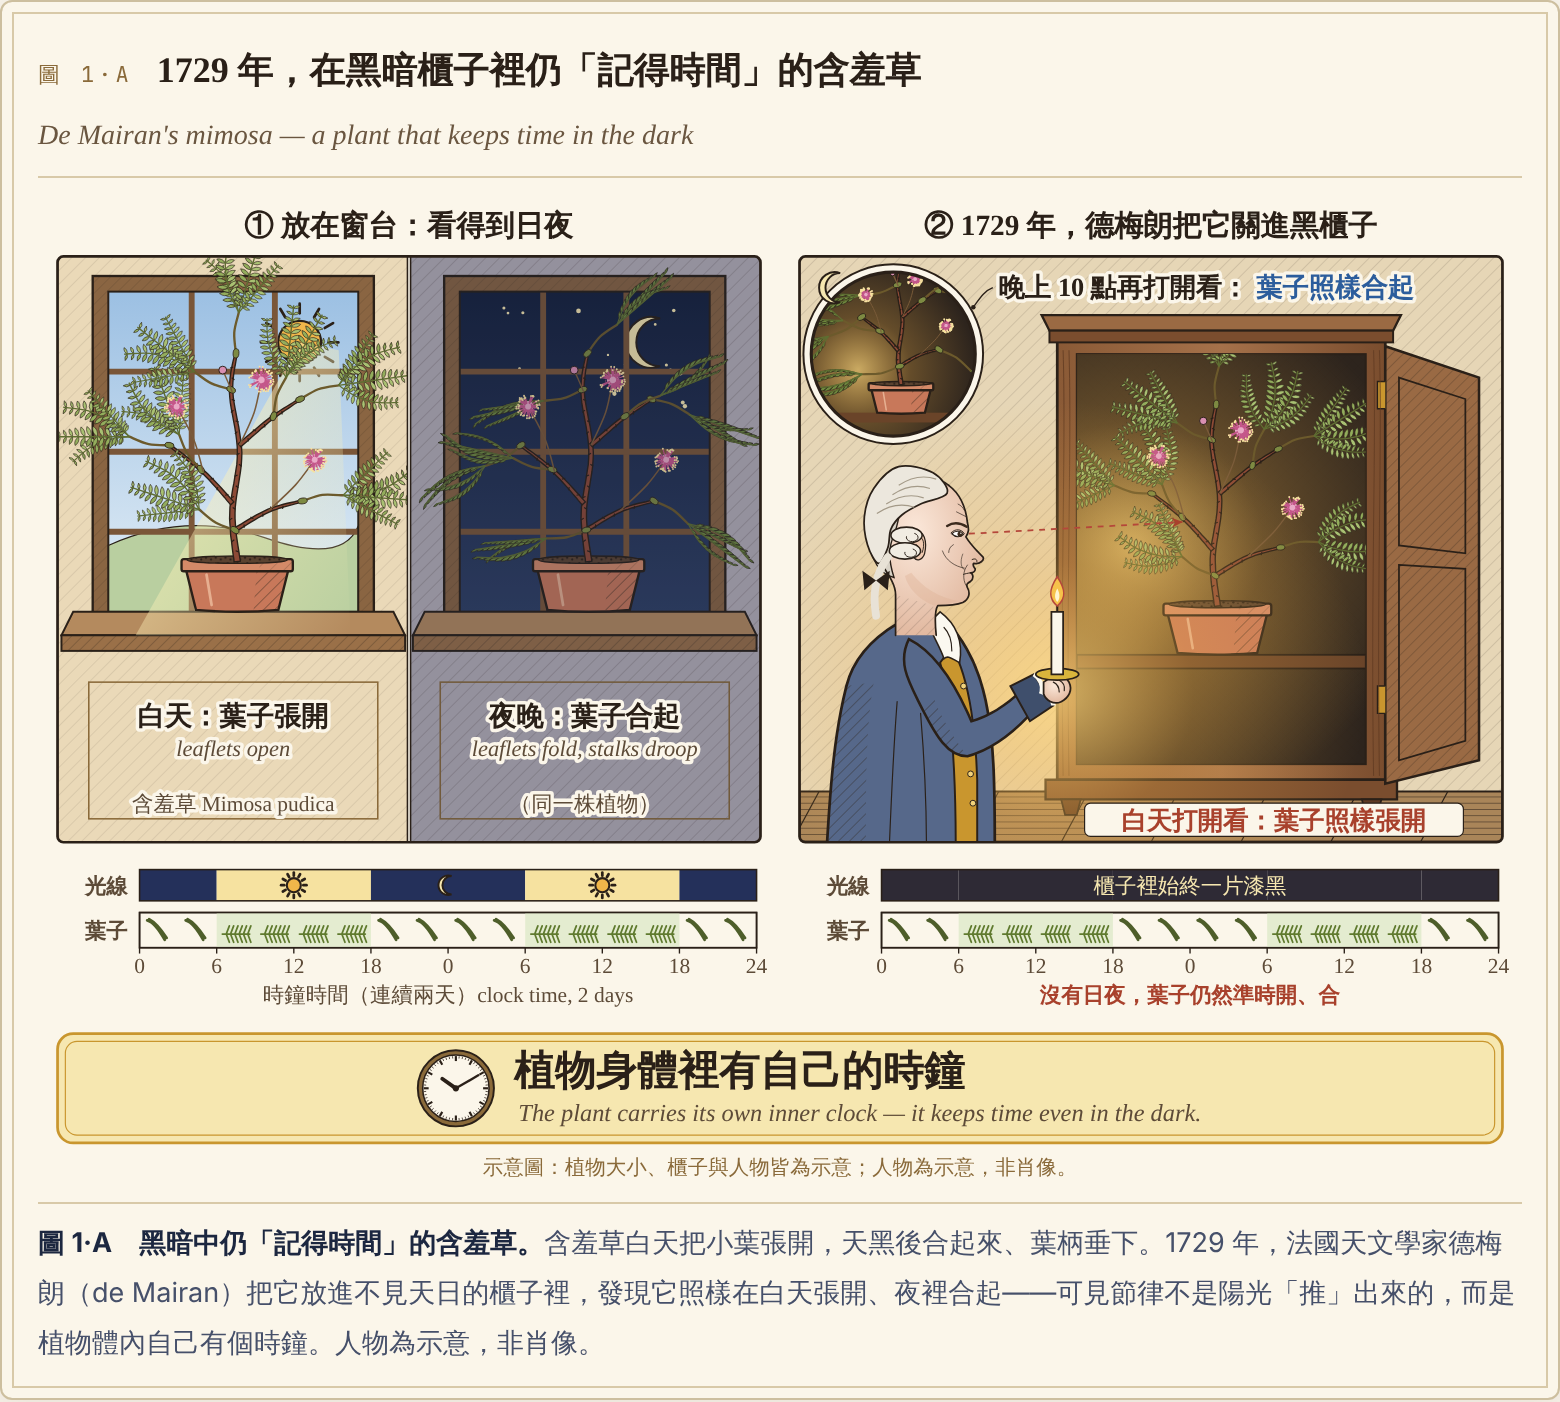 圖 1·A 1729 年，在黑暗櫃子裡仍「記得時間」的含羞草
De Mairan's mimosa — a plant that keeps time in the dark
① 放在窗台：看得到日夜
② 1729 年，德梅朗把它關進黑櫃子
晚上 10 點再打開看： 葉子照樣合起
白天：葉子張開
leaflets open
含羞草 Mimosa pudica
夜晚：葉子合起
leaflets fold, stalks droop
（同一株植物）
白天打開看：葉子照樣張開
光線
葉子
0 6 12 18 0 6 12 18 24
時鐘時間（連續兩天）clock time, 2 days
光線 櫃子裡始終一片漆黑
葉子
0 6 12 18 0 6 12 18 24
沒有日夜，葉子仍然準時開、合
植物身體裡有自己的時鐘
The plant carries its own inner clock — it keeps time even in the dark.
示意圖：植物大小、櫃子與人物皆為示意；人物為示意，非肖像。
圖 1·A 黑暗中仍「記得時間」的含羞草。含羞草白天把小葉張開，天黑後合起來、葉柄垂下。1729 年，法國天文學家德梅
朗（de Mairan）把它放進不見天日的櫃子裡，發現它照樣在白天張開、夜裡合起——可見節律不是陽光「推」出來的，而是
植物體內自己有個時鐘。人物為示意，非肖像。